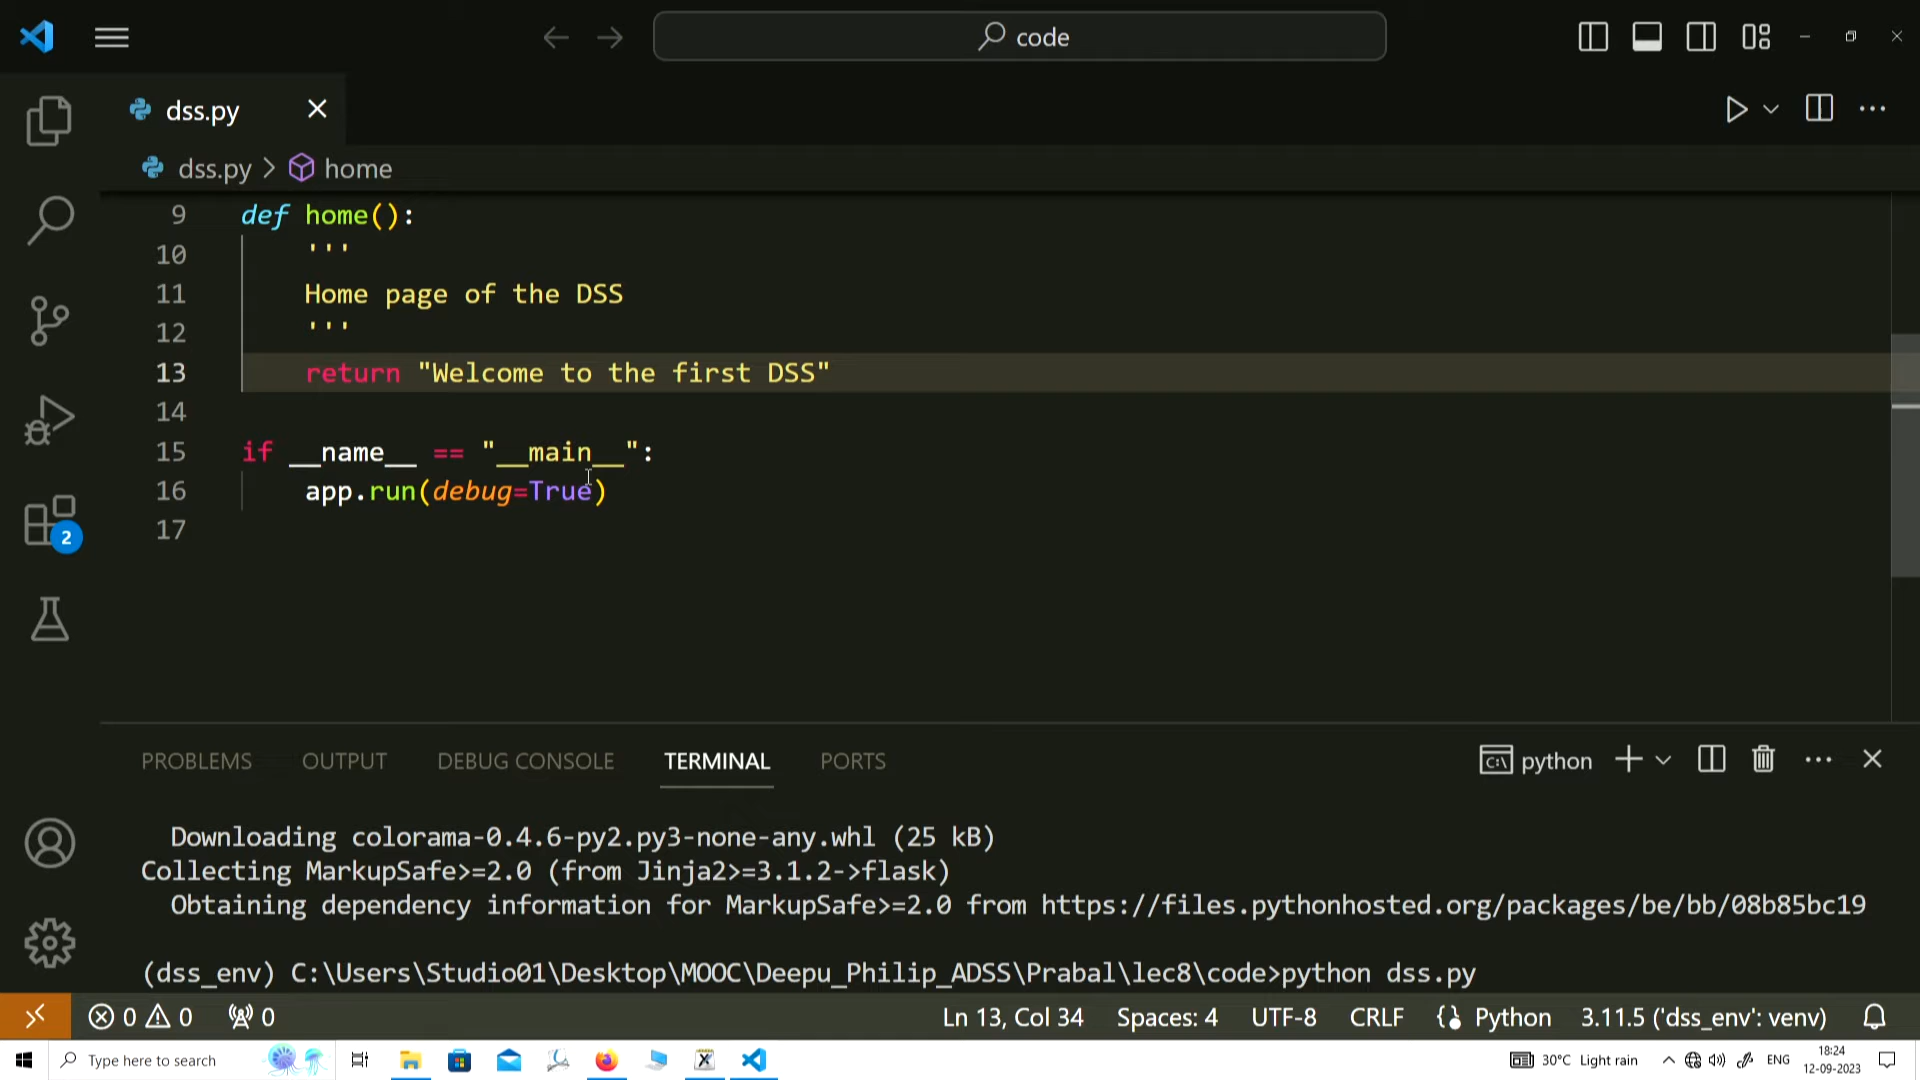 code
dss.py
dss.py > home
9 def home():
10 '''
11 Home page of the DSS
12 '''
13 return "Welcome to the first DSS"
14
15 if __name__ == "__main__":
16 app.run(debug=True)
17
2
PROBLEMS OUTPUT DEBUG CONSOLE TERMINAL PORTS python
Downloading colorama-0.4.6-py2.py3-none-any.whl (25 kB)
Collecting MarkupSafe>=2.0 (from Jinja2>=3.1.2->flask)
Obtaining dependency information for MarkupSafe>=2.0 from https://files.pythonhosted.org/packages/be/bb/08b85bc19
(dss_env) C:\Users\Studio01\Desktop\MOOC\Deepu_Philip_ADSS\Prabal\lec8\code>python dss.py
0 0 0 Ln 13, Col 34 Spaces: 4 UTF-8 CRLF Python 3.11.5 ('dss_env': venv)
Type here to search 30°C Light rain ENG 18:24
12-09-2023